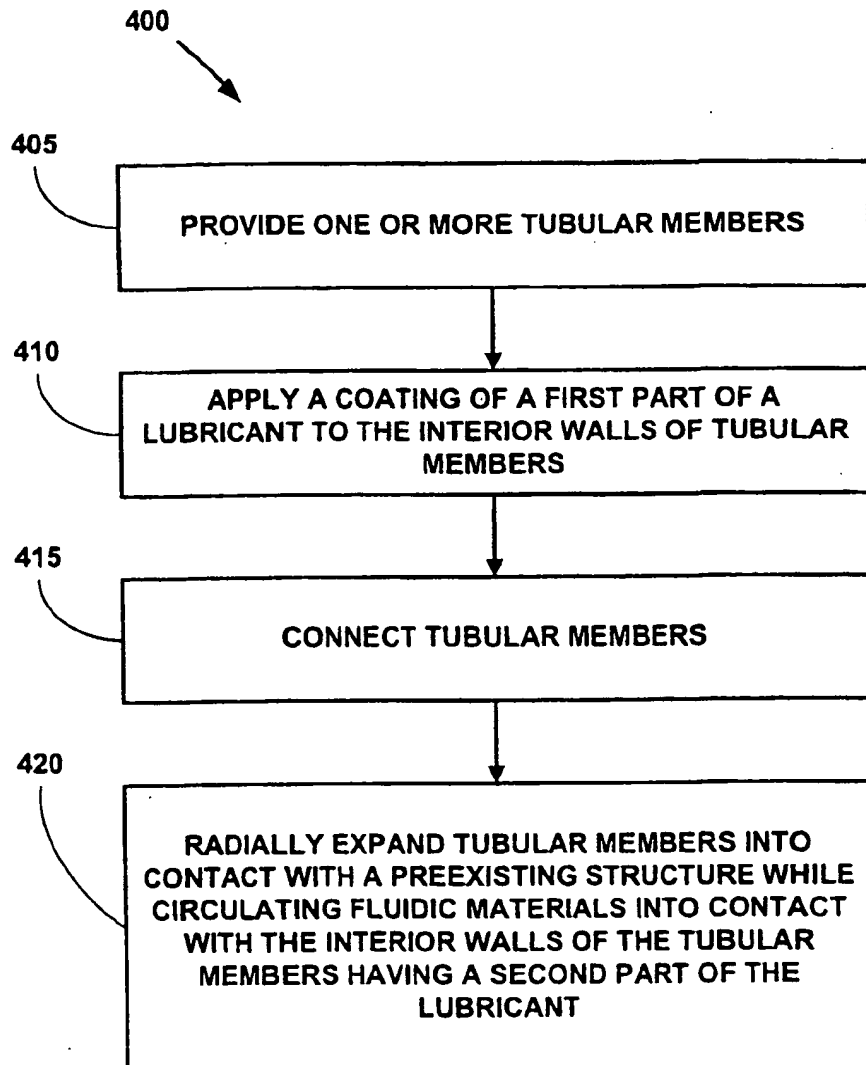 400
405
PROVIDE ONE OR MORE TUBULAR MEMBERS
410
APPLY A COATING OF A FIRST PART OF A
LUBRICANT TO THE INTERIOR WALLS OF TUBULAR
MEMBERS
415
CONNECT TUBULAR MEMBERS
420
RADIALLY EXPAND TUBULAR MEMBERS INTO
CONTACT WITH A PREEXISTING STRUCTURE WHILE
CIRCULATING FLUIDIC MATERIALS INTO CONTACT
WITH THE INTERIOR WALLS OF THE TUBULAR
MEMBERS HAVING A SECOND PART OF THE
LUBRICANT